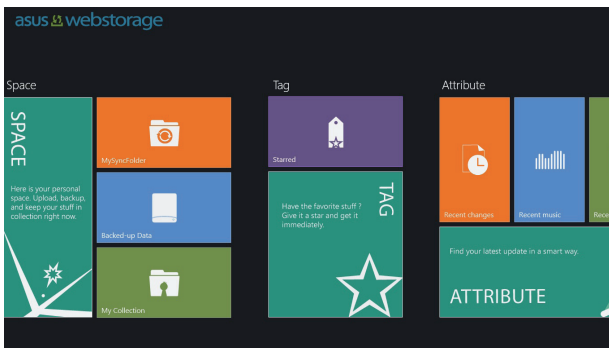 asus webstorage
Space
SPACE
Here is your personal
space. Upload, backup,
and keep your stuff in
collection right now.
MySyncFolder
Backed-up Data
My Collection
Tag
Starred
TAG
Have the favorite stuff ?
Give it a star and get it
immediately.
Attribute
Recent changes
Recent music
Rece
Find your latest update in a smart way.
ATTRIBUTE